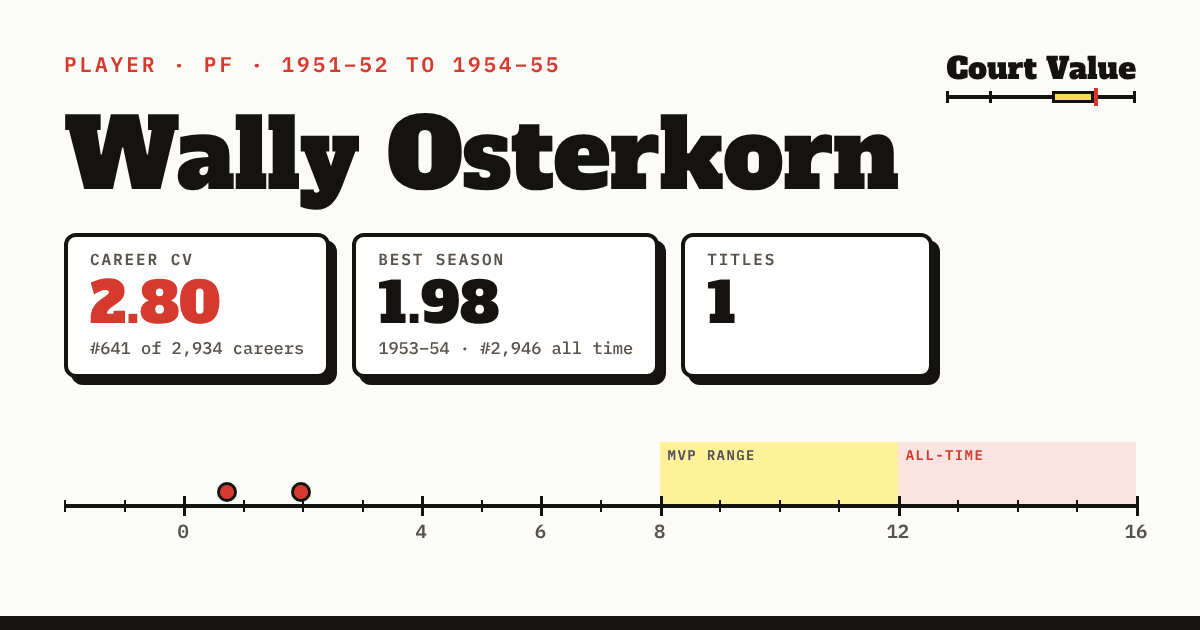 PLAYER · PF · 1951–52 TO 1954–55
Court Value
Wally Osterkorn
CAREER CV
2.80
#641 of 2,934 careers
BEST SEASON
1.98
1953–54 · #2,946 all time
TITLES
1
MVP RANGE
ALL-TIME
0 4 6 8 12 16